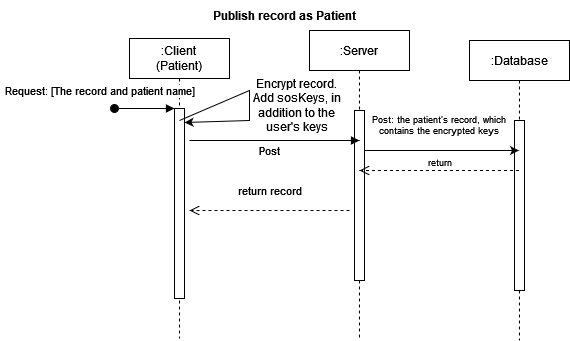 Publish record as Patient
:Client
(Patient)
:Server
:Database
Request: [The record and patient name]
Encrypt record.
Add sosKeys, in
addition to the
user's keys
Post
Post: the patient's record, which
contains the encrypted keys
return
return record